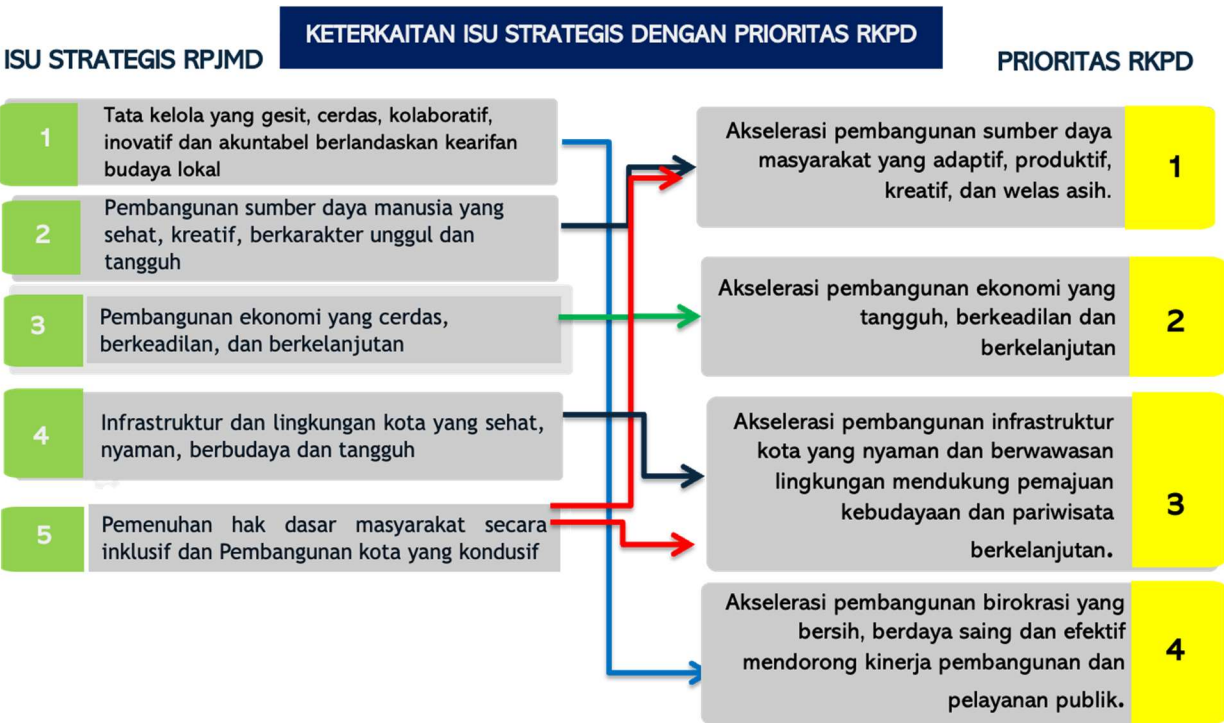 KETERKAITAN ISU STRATEGIS DENGAN PRIORITAS RKPD
ISU STRATEGIS RPJMD
PRIORITAS RKPD
1
Tata kelola yang gesit, cerdas, kolaboratif,
inovatif dan akuntabel berlandaskan kearifan
budaya lokal
2
Pembangunan sumber daya manusia yang
sehat, kreatif, berkarakter unggul dan
tangguh
3
Pembangunan ekonomi yang cerdas,
berkeadilan, dan berkelanjutan
4
Infrastruktur dan lingkungan kota yang sehat,
nyaman, berbudaya dan tangguh
5
Pemenuhan hak dasar masyarakat secara
inklusif dan Pembangunan kota yang kondusif
Akselerasi pembangunan sumber daya
masyarakat yang adaptif, produktif,
kreatif, dan welas asih.
1
Akselerasi pembangunan ekonomi yang
tangguh, berkeadilan dan
berkelanjutan
2
Akselerasi pembangunan infrastruktur
kota yang nyaman dan berwawasan
lingkungan mendukung pemajuan
kebudayaan dan pariwisata
berkelanjutan.
3
Akselerasi pembangunan birokrasi yang
bersih, berdaya saing dan efektif
mendorong kinerja pembangunan dan
pelayanan publik.
4